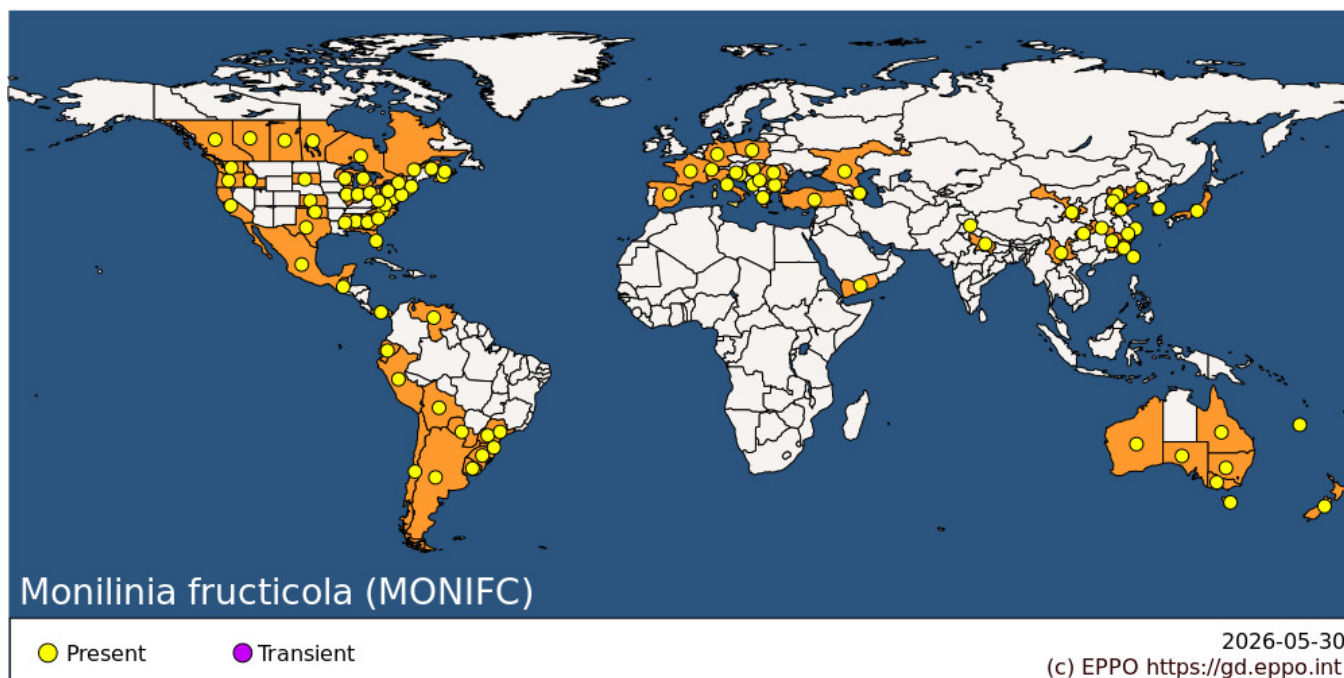 Monilinia fructicola (MONIFC)
Present
Transient
2026-05-30
(c) EPPO https://gd.eppo.int